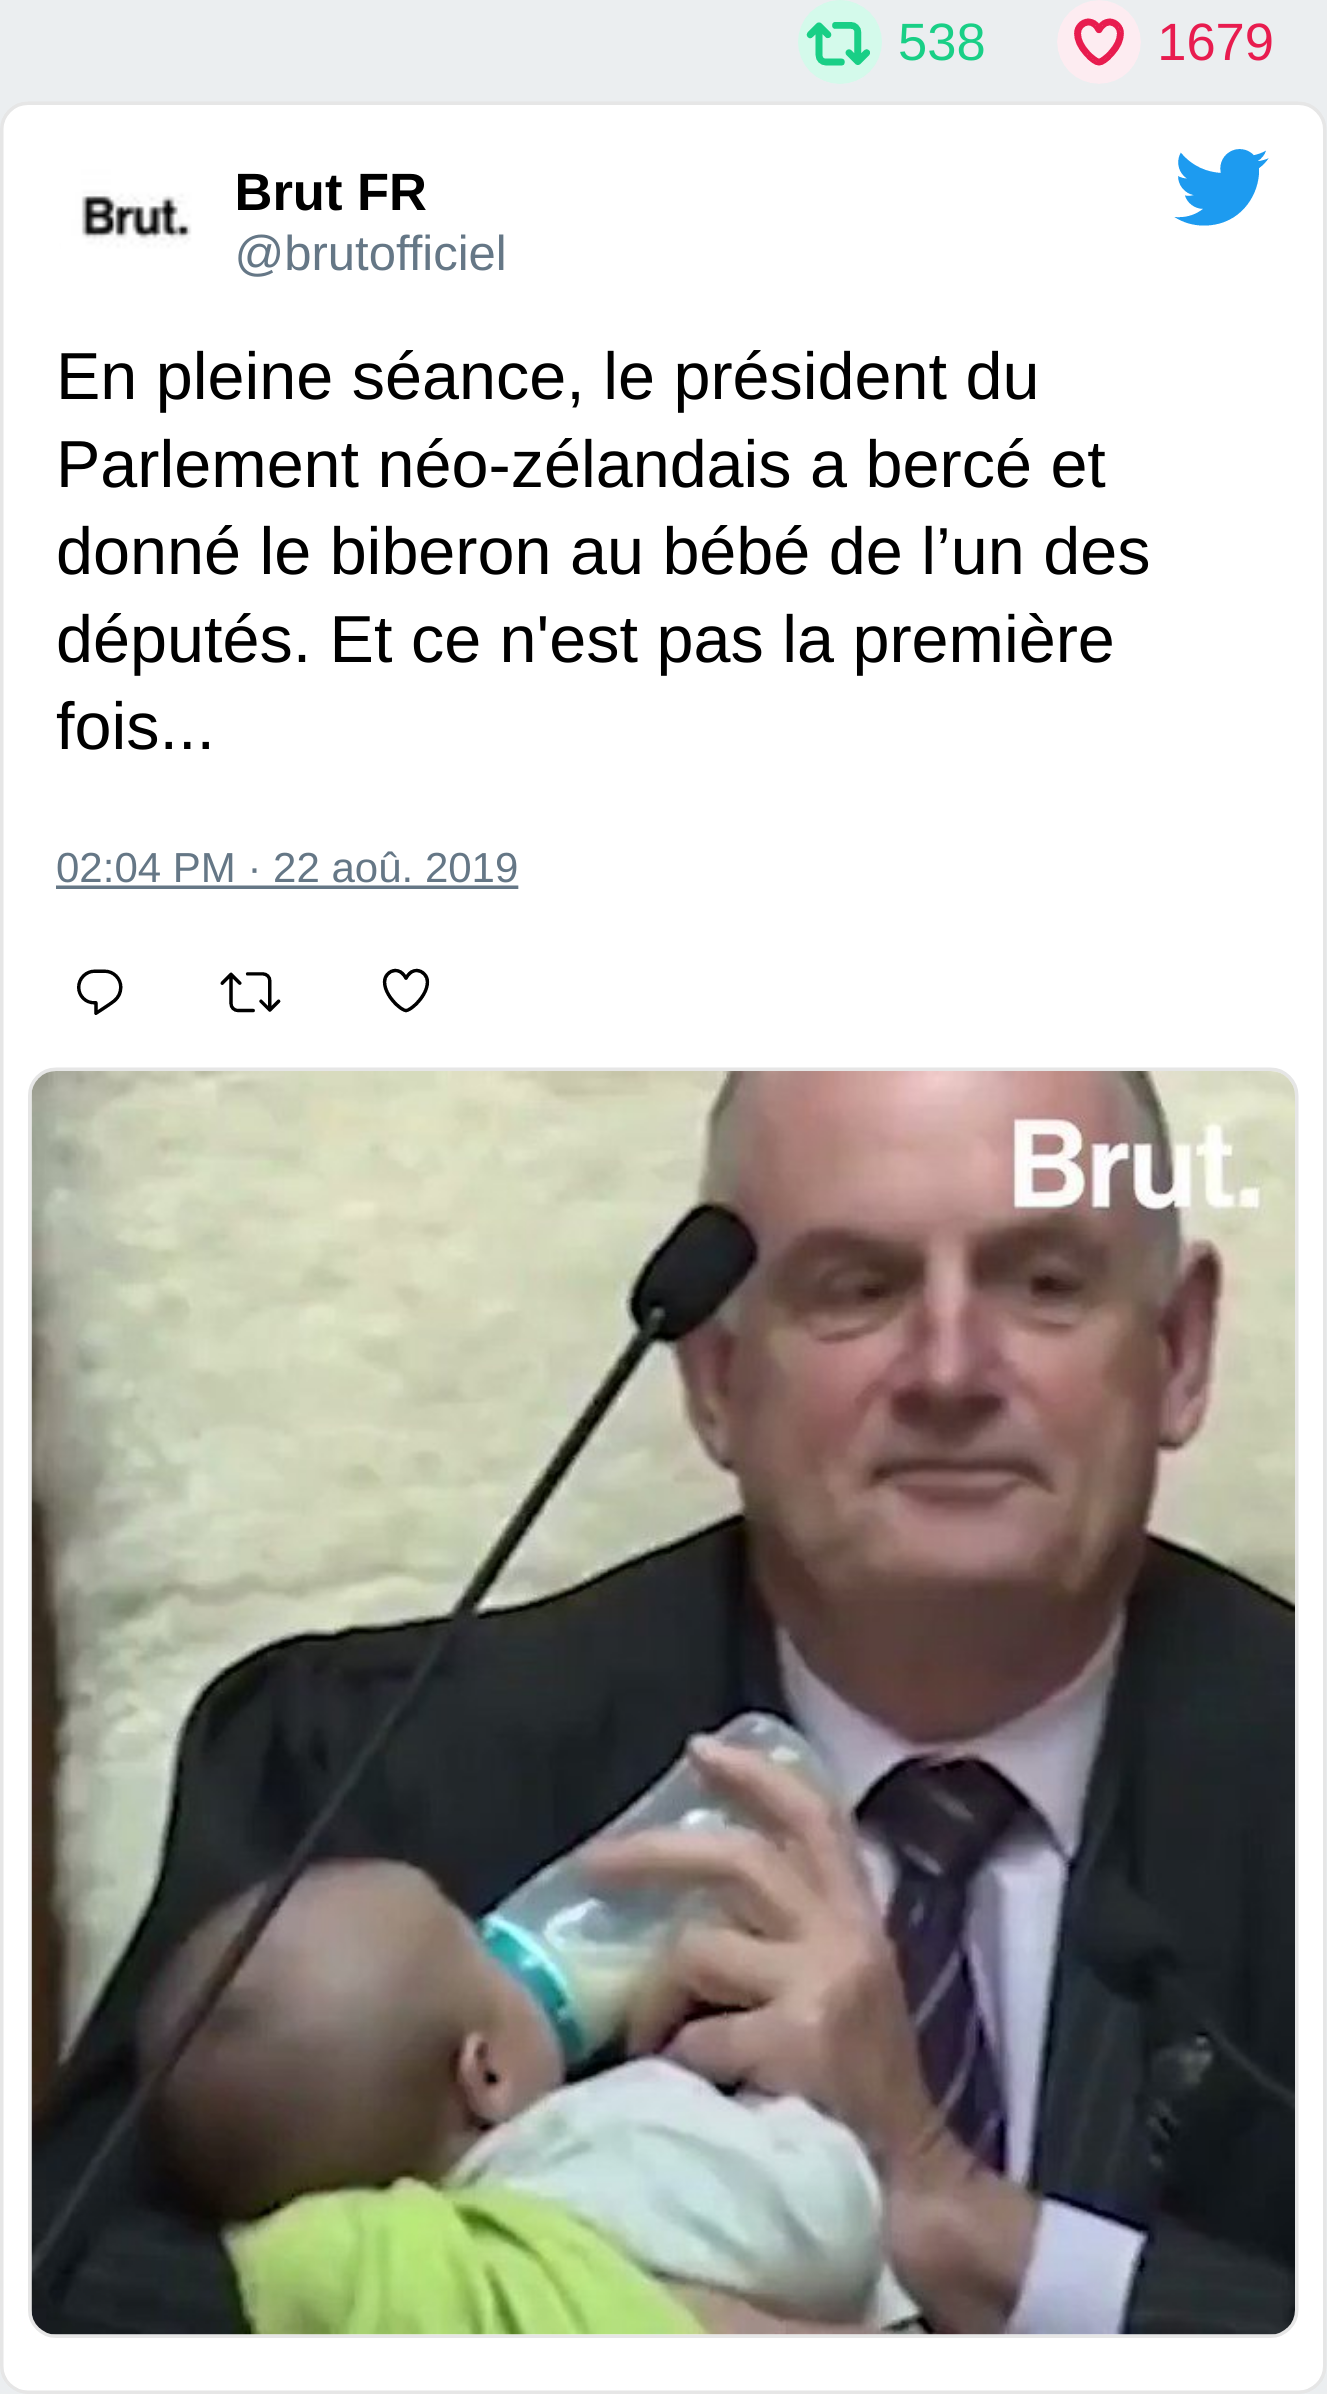 538 1679
Brut.
Brut FR
@brutofficiel
En pleine séance, le président du
Parlement néo-zélandais a bercé et
donné le biberon au bébé de l’un des
députés. Et ce n'est pas la première
fois...
02:04 PM · 22 aoû. 2019
Brut.